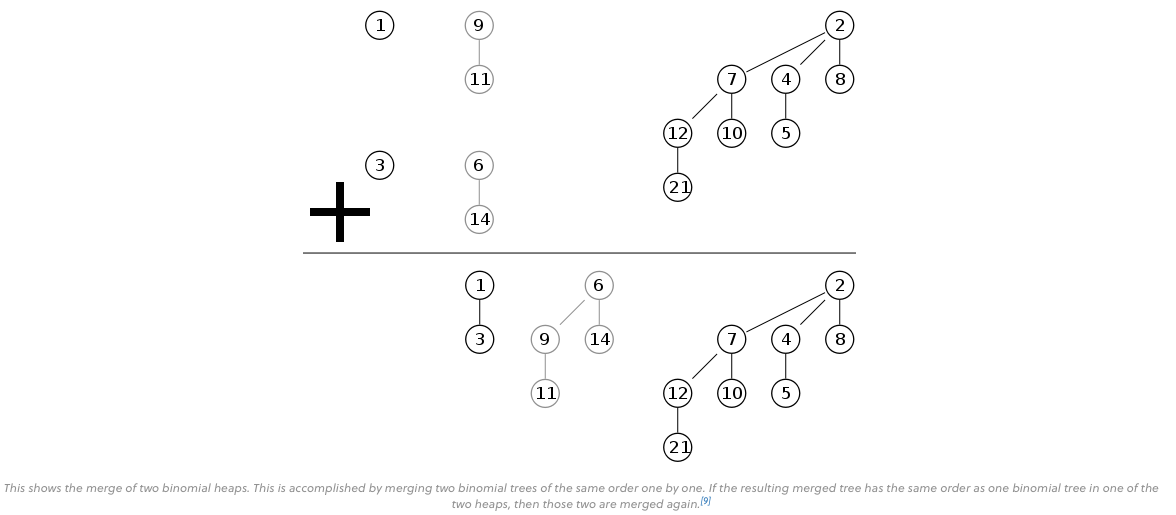 1 9 2
11 7 4 8
12 10 5
3 6
21
14
1 6 2
3 9 14 7 4 8
11 12 10 5
21
This shows the merge of two binomial heaps. This is accomplished by merging two binomial trees of the same order one by one. If the resulting merged tree has the same order as one binomial tree in one of the
two heaps, then those two are merged again.[9]